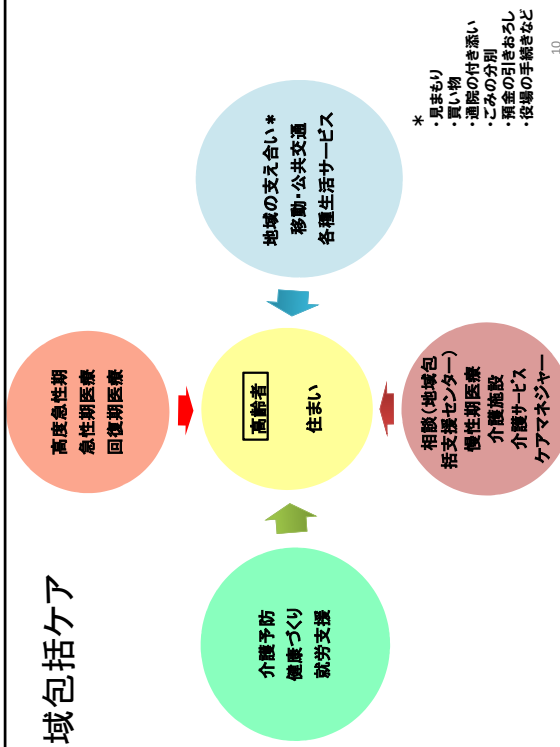 域包括ケア
高度急性期
急性期医療
回復期医療
介護予防
健康づくり
就労支援
高齢者
住まい
地域の支え合い*
移動・公共交通
各種生活サービス
相談(地域包
括支援センター)
慢性期医療
介護施設
介護サービス
ケアマネジャー
*
・見まもり
・買い物
・通院の付き添い
・ごみの分別
・預金の引きおろし
・役場の手続きなど
10